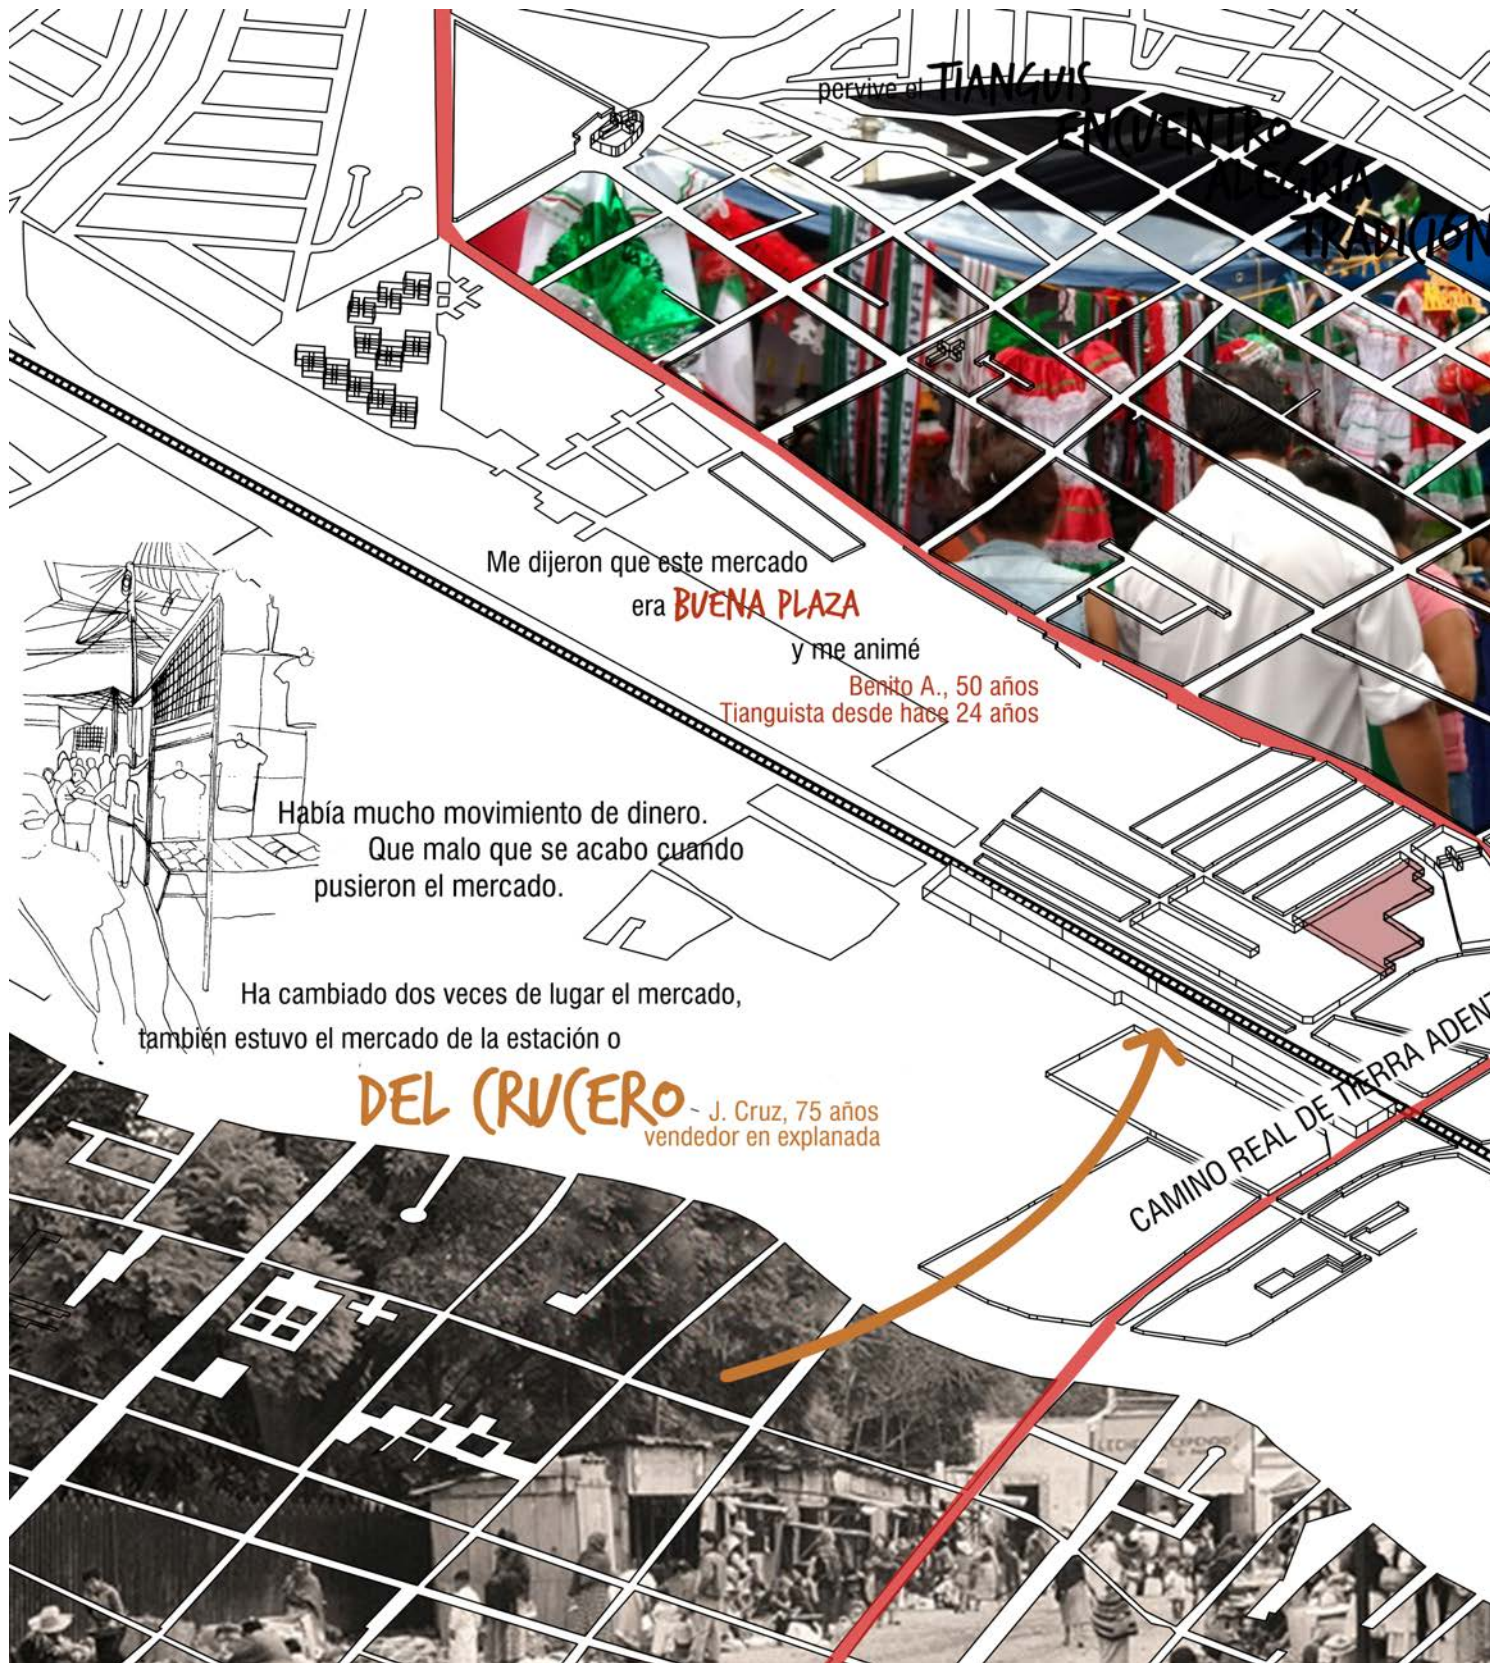 pervive el TIANGUIS
ENCUENTRO
ALEGRÍA
TRADICIÓN
Me dijeron que este mercado
era BUENA PLAZA
y me animé
Benito A., 50 años
Tianguista desde hace 24 años
Había mucho movimiento de dinero.
Que malo que se acabo cuando
pusieron el mercado.
Ha cambiado dos veces de lugar el mercado,
también estuvo el mercado de la estación o
DEL CRUCERO - J. Cruz, 75 años
vendedor en explanada
CAMINO REAL DE TIERRA ADENT